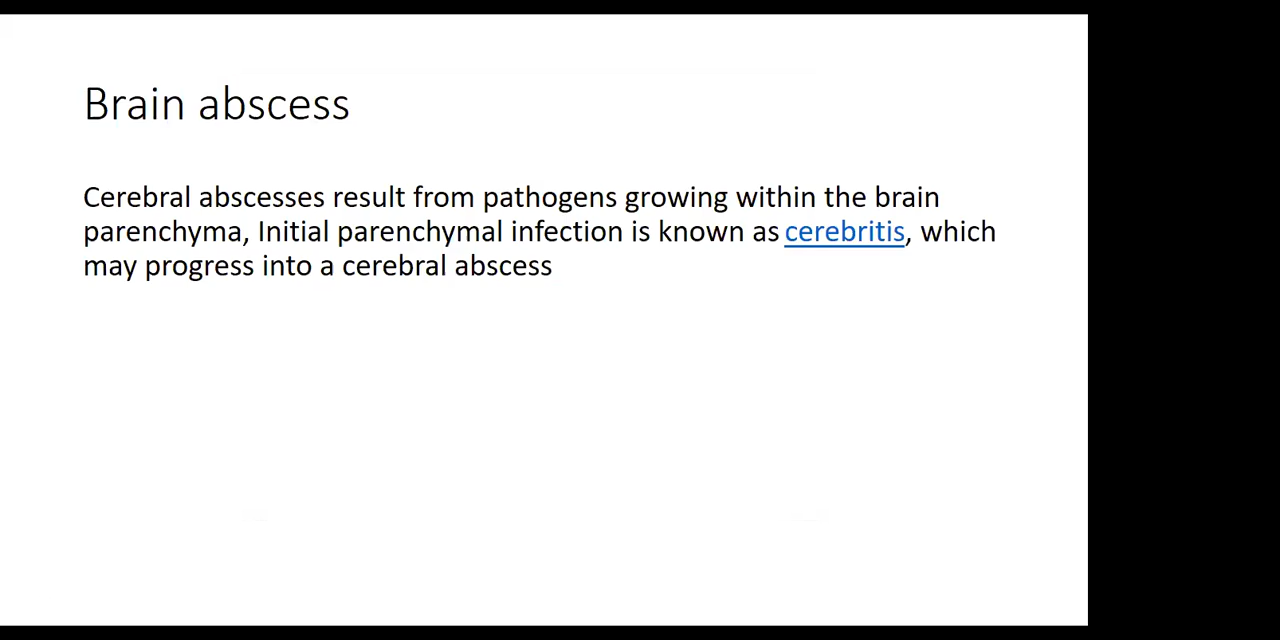 Brain abscess
Cerebral abscesses result from pathogens growing within the brain
parenchyma, Initial parenchymal infection is known as cerebritis, which
may progress into a cerebral abscess